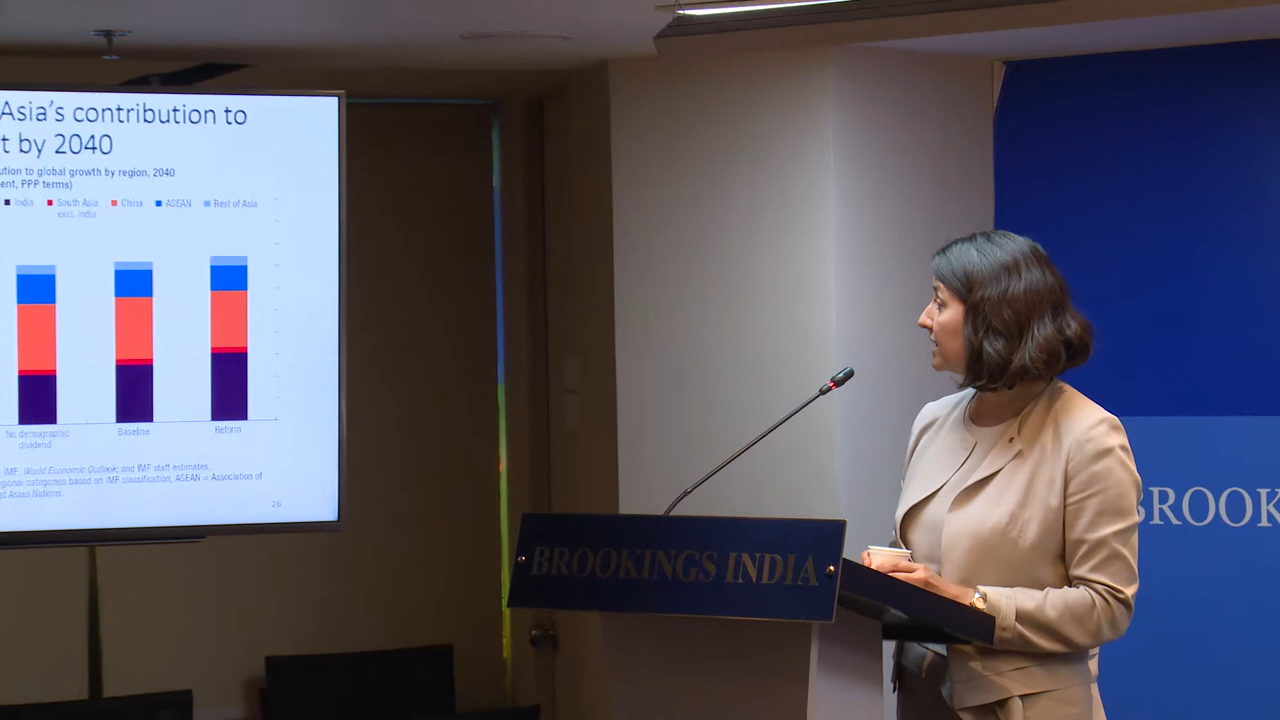 Asia's contribution to
t by 2040
ution to global growth by region, 2040
ent, PPP terms)
India South Asia excl. India China ASEAN Rest of Asia
No demographic dividend Baseline Reform
IMF, World Economic Outlook; and IMF staff estimates.
egional categories based on IMF classification, ASEAN = Association of
st Asian Nations.
26
BROOKINGS INDIA
BROOK